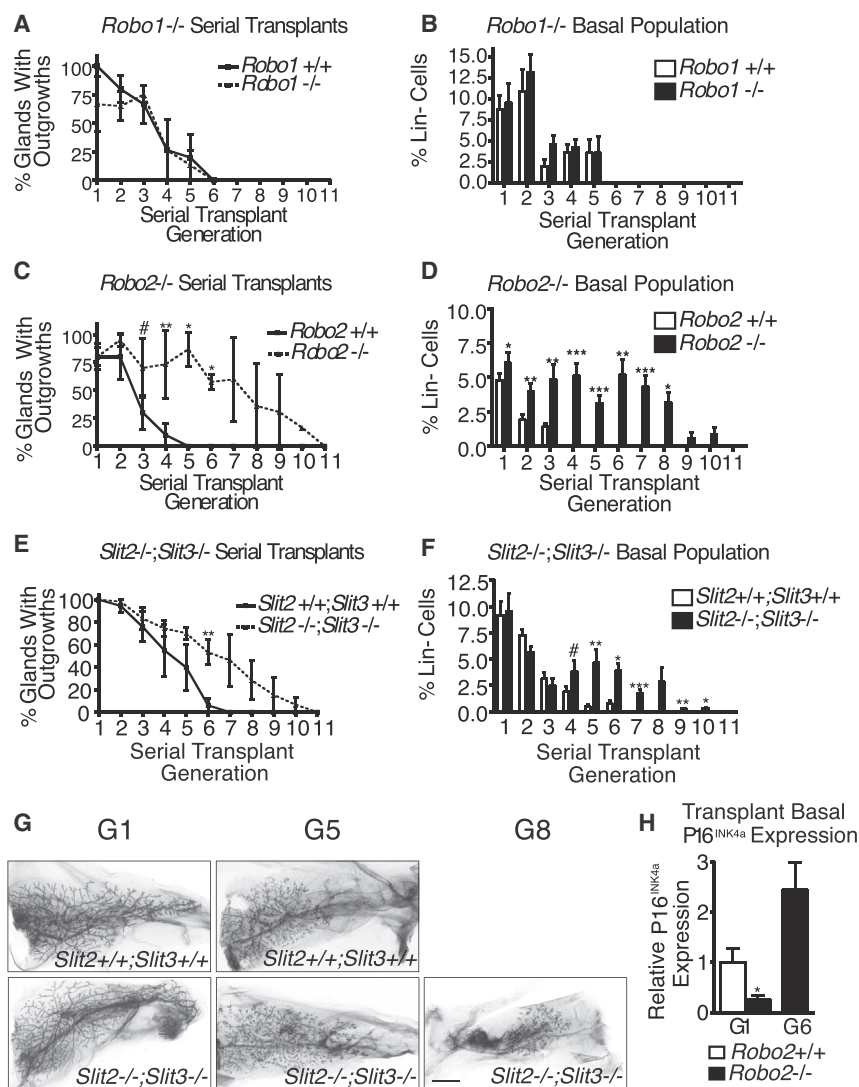 A
Robo1-/- Serial Transplants
% Glands With
Outgrowths
100
75
50
25
0
Robo1 +/+
Robo1 -/-
1 2 3 4 5 6 7 8 9 10 11
Serial Transplant
Generation
B
Robo1-/- Basal Population
% Lin- Cells
15.0
12.5
10.0
7.5
5.0
2.5
0.0
Robo1 +/+
Robo1 -/-
1 2 3 4 5 6 7 8 9 10 11
Serial Transplant
Generation
C
Robo2-/- Serial Transplants
% Glands With
Outgrowths
100
75
50
25
0
Robo2 +/+
Robo2 -/-
# ** * *
1 2 3 4 5 6 7 8 9 10 11
Serial Transplant
Generation
D
Robo2-/- Basal Population
% Lin- Cells
10.0
7.5
5.0
2.5
0.0
Robo2 +/+
Robo2 -/-
* ** ** *** *** ** *** *
1 2 3 4 5 6 7 8 9 10 11
Serial Transplant
Generation
E
Slit2-/-;Slit3-/- Serial Transplants
% Glands With
Outgrowths
100
80
60
40
20
0
Slit2 +/+;Slit3 +/+
Slit2 -/-;Slit3 -/-
**
1 2 3 4 5 6 7 8 9 10 11
Serial Transplant
Generation
F
Slit2-/-;Slit3-/- Basal Population
% Lin- Cells
12.5
10.0
7.5
5.0
2.5
0.0
Slit2+/+;Slit3+/+
Slit2-/-;Slit3-/-
# ** * *** ** *
1 2 3 4 5 6 7 8 9 10 11
Serial Transplant
Generation
G
G1 G5 G8
Slit2+/+;Slit3+/+ Slit2+/+;Slit3+/+
Slit2-/-;Slit3-/- Slit2-/-;Slit3-/- Slit2-/-;Slit3-/-
H
Transplant Basal
P16INK4a Expression
Relative P16INK4a
Expression
3
2
1
0
*
G1 G6
Robo2+/+
Robo2-/-